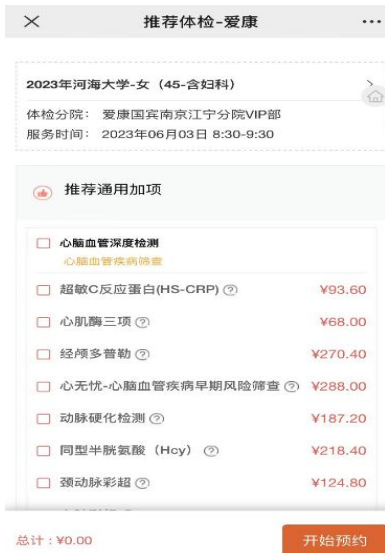 推荐体检-爱康
2023年河海大学-女（45-含妇科）
体检分院： 爱康国宾南京江宁分院VIP部
服务时间： 2023年06月03日 8:30-9:30
推荐通用加项
心脑血管深度检测
心脑血管疾病筛查
超敏C反应蛋白(HS-CRP) ¥93.60
心肌酶三项 ¥68.00
经颅多普勒 ¥270.40
心无忧-心脑血管疾病早期风险筛查 ¥288.00
动脉硬化检测 ¥187.20
同型半胱氨酸（Hcy） ¥218.40
颈动脉彩超 ¥124.80
总计：¥0.00 开始预约